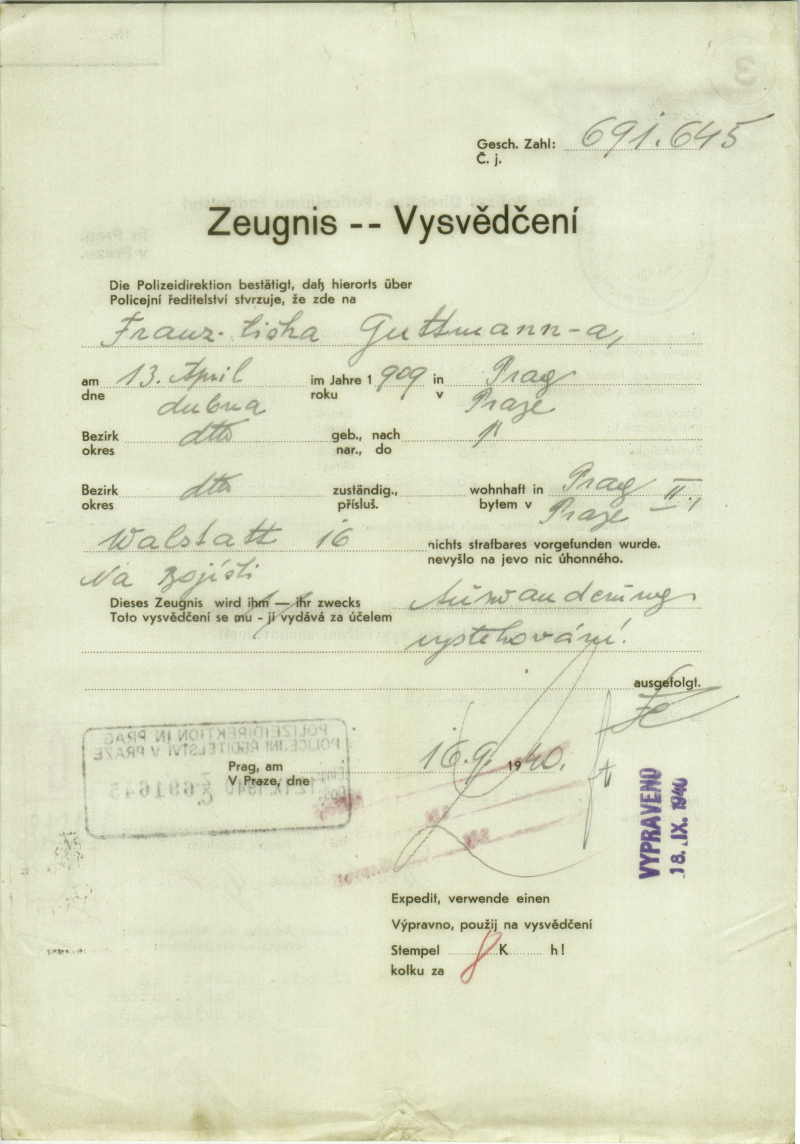 Gesch. Zahl: 691.645
Č. j.
Zeugnis -- Vysvědčení
Die Polizeidirektion bestätigt, daß hierorts über
Policejní ředitelství stvrzuje, že zde na
Guttmann-a,
am 13. April im Jahre 1909 in Prag
dne dubna roku v Praze
Bezirk dtto geb., nach
okres nar., do
Bezirk dtto zuständig., wohnhaft in Prag II.,
okres přísluš. bytem v Praze
Walstatt 16 nichts strafbares vorgefunden wurde.
Na bojišti nevyšlo na jevo nic úhonného.
Dieses Zeugnis wird ihm — ihr zwecks Auswanderung
Toto vysvědčení se mu - jí vydává za účelem
vystěhování.
ausgefolgt.
POLIZEIDIREKTION IN PRAG
POLICEJNÍ ŘEDITELSTVÍ V PRAZE
691645
Prag, am 16.9. 1940.
V Praze, dne
VYPRAVENO
18. IX. 1940
Expedit, verwende einen
Výpravno, použij na vysvědčení
Stempel 8 K h!
kolku za